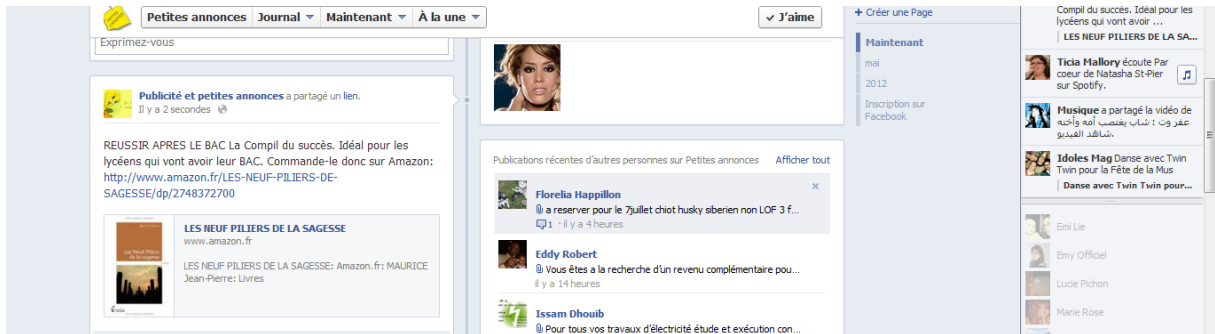 Petites annonces Journal Maintenant À la une
J'aime
Exprimez-vous
Publicité et petites annonces a partagé un lien.
Il y a 2 secondes
REUSSIR APRES LE BAC La Compil du succès. Idéal pour les
lycéens qui vont avoir leur BAC. Commande-le donc sur Amazon:
http://www.amazon.fr/LES-NEUF-PILIERS-DE-
SAGESSE/dp/2748372700
Les Neuf Piliers
de la sagesse
LES NEUF PILIERS DE LA SAGESSE
www.amazon.fr
LES NEUF PILIERS DE LA SAGESSE: Amazon.fr: MAURICE
Jean-Pierre: Livres
Publications récentes d'autres personnes sur Petites annonces Afficher tout
Florelia Happillon
a reserver pour le 7juillet chiot husky siberien non LOF 3 f...
1 · il y a 4 heures
Eddy Robert
Vous êtes a la recherche d'un revenu complémentaire pou...
il y a 14 heures
Issam Dhouib
Pour tous vos travaux d'électricité étude et exécution con...
+ Créer une Page
Maintenant
mai
2012
Inscription sur
Facebook
Compil du succès. Idéal pour les
lycéens qui vont avoir ...
LES NEUF PILIERS DE LA SA...
Ticia Mallory écoute Par
coeur de Natasha St-Pier
sur Spotify.
Musique a partagé la vidéo de
عفر وت : شاب يغتصب أمه وأخته
شاهد الفيديو.
Idoles Mag Danse avec Twin
Twin pour la Fête de la Mus
Danse avec Twin Twin pour...
Emi Lie
Emy Officiel
Lucie Pichon
Marie Rose